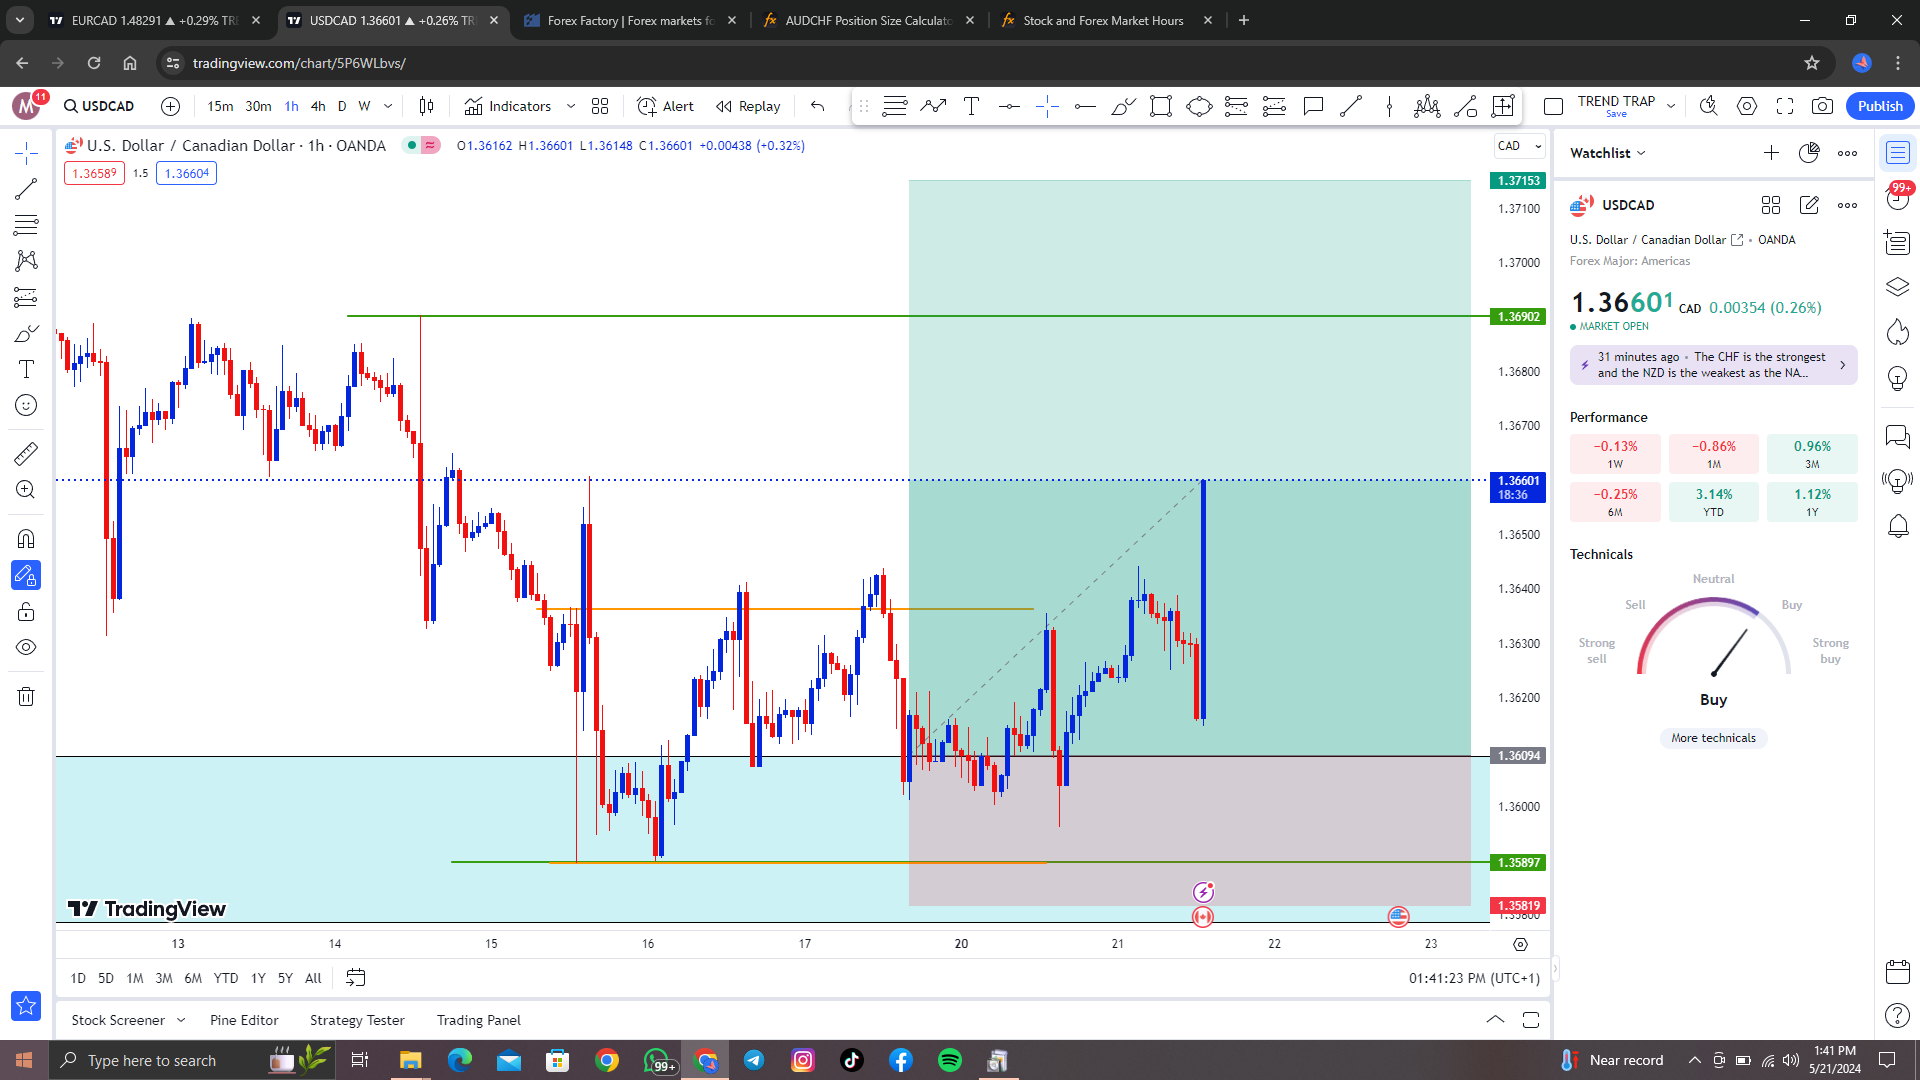 EURCAD 1.48291 ▲ +0.29% TRE
USDCAD 1.36601 ▲ +0.26% TR
Forex Factory | Forex markets fo
AUDCHF Position Size Calculato
Stock and Forex Market Hours
tradingview.com/chart/5P6WLbvs/
M
11
USDCAD
15m 30m 1h 4h D W
Indicators
Alert
Replay
TREND TRAP
Save
Publish
U.S. Dollar / Canadian Dollar · 1h · OANDA
O1.36162 H1.36601 L1.36148 C1.36601 +0.00438 (+0.32%)
1.36589 1.5 1.36604
CAD
1.37153
1.37100
1.37000
1.36902
1.36800
1.36700
1.36601
18:36
1.36500
1.36400
1.36300
1.36200
1.36094
1.36000
1.35897
1.35819
1.35800
TradingView
13 14 15 16 17 20 21 22 23
1D 5D 1M 3M 6M YTD 1Y 5Y All
01:41:23 PM (UTC+1)
Stock Screener
Pine Editor
Strategy Tester
Trading Panel
Watchlist
99+
USDCAD
U.S. Dollar / Canadian Dollar • OANDA
Forex Major: Americas
1.36601 CAD 0.00354 (0.26%)
MARKET OPEN
31 minutes ago • The CHF is the strongest
and the NZD is the weakest as the NA...
Performance
−0.13% −0.86% 0.96%
1W 1M 3M
−0.25% 3.14% 1.12%
6M YTD 1Y
Technicals
Neutral
Sell Buy
Strong sell
Strong buy
Buy
More technicals
Type here to search
99+
Near record
1:41 PM
5/21/2024